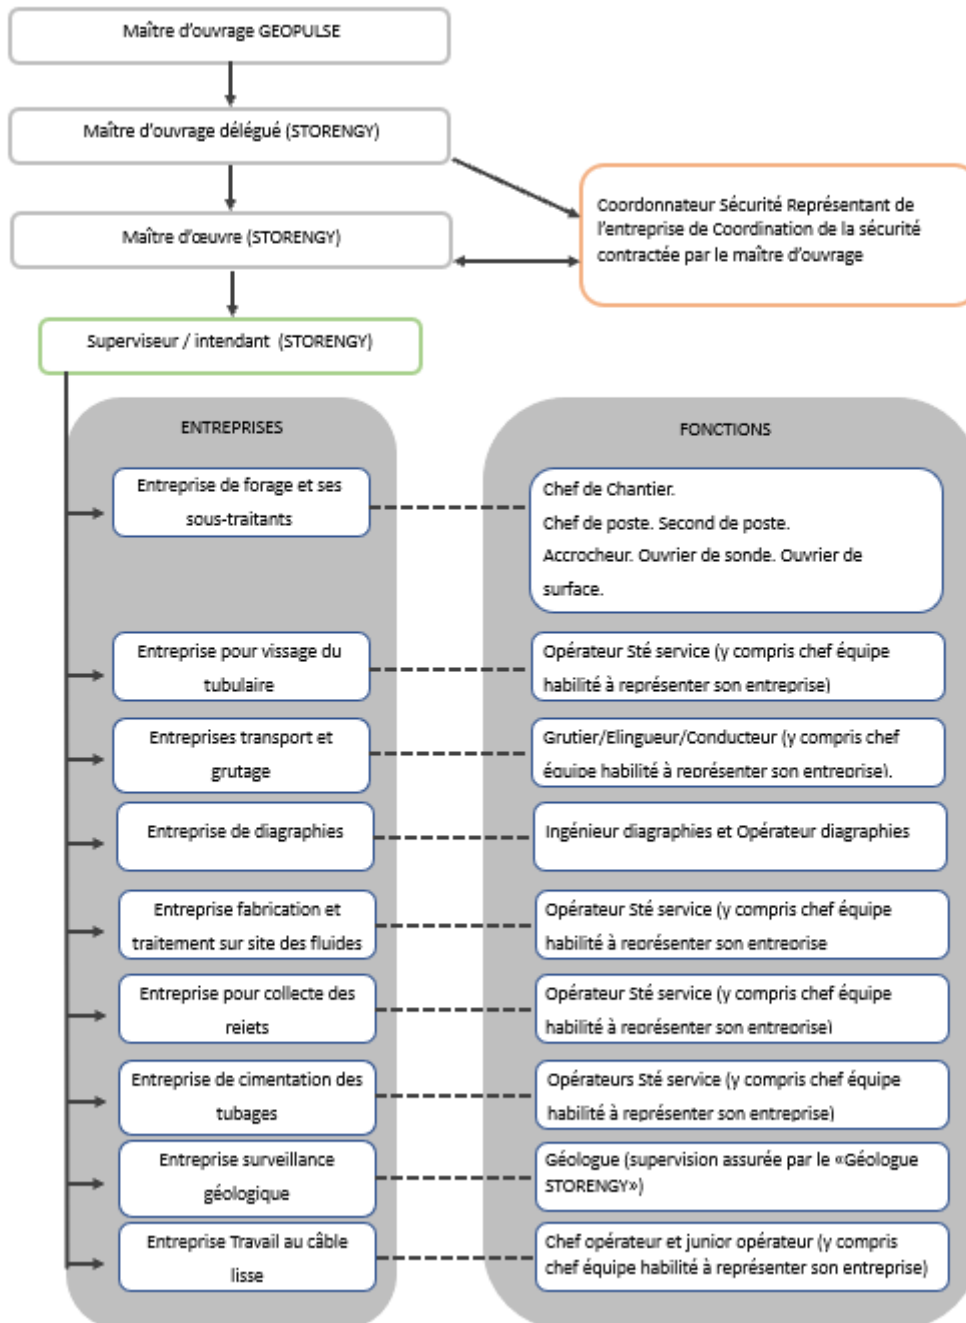 Maître d'ouvrage GEOPULSE
Maître d'ouvrage délégué (STORENGY)
Coordonnateur Sécurité Représentant de
l'entreprise de Coordination de la sécurité
contractée par le maître d'ouvrage
Maître d'œuvre (STORENGY)
Superviseur / intendant (STORENGY)
ENTREPRISES
FONCTIONS
Entreprise de forage et ses
sous-traitants
Chef de Chantier.
Chef de poste. Second de poste.
Accrocheur. Ouvrier de sonde. Ouvrier de
surface.
Entreprise pour vissage du
tubulaire
Opérateur Sté service (y compris chef équipe
habilité à représenter son entreprise)
Entreprises transport et
grutage
Grutier/Elingueur/Conducteur (y compris chef
équipe habilité à représenter son entreprise).
Entreprise de diagraphies
Ingénieur diagraphies et Opérateur diagraphies
Entreprise fabrication et
traitement sur site des fluides
Opérateur Sté service (y compris chef équipe
habilité à représenter son entreprise
Entreprise pour collecte des
rejets
Opérateur Sté service (y compris chef équipe
habilité à représenter son entreprise)
Entreprise de cimentation des
tubages
Opérateurs Sté service (y compris chef équipe
habilité à représenter son entreprise)
Entreprise surveillance
géologique
Géologue (supervision assurée par le «Géologue
STORENGY»)
Entreprise Travail au câble
lisse
Chef opérateur et junior opérateur (y compris
chef équipe habilité à représenter son entreprise)